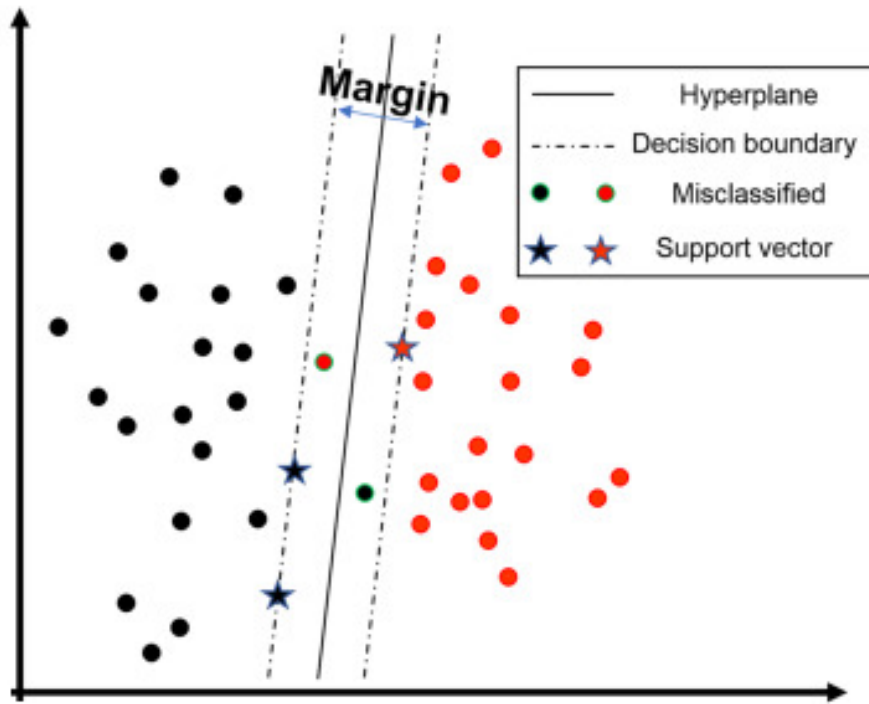 Margin
Hyperplane
Decision boundary
Misclassified
Support vector